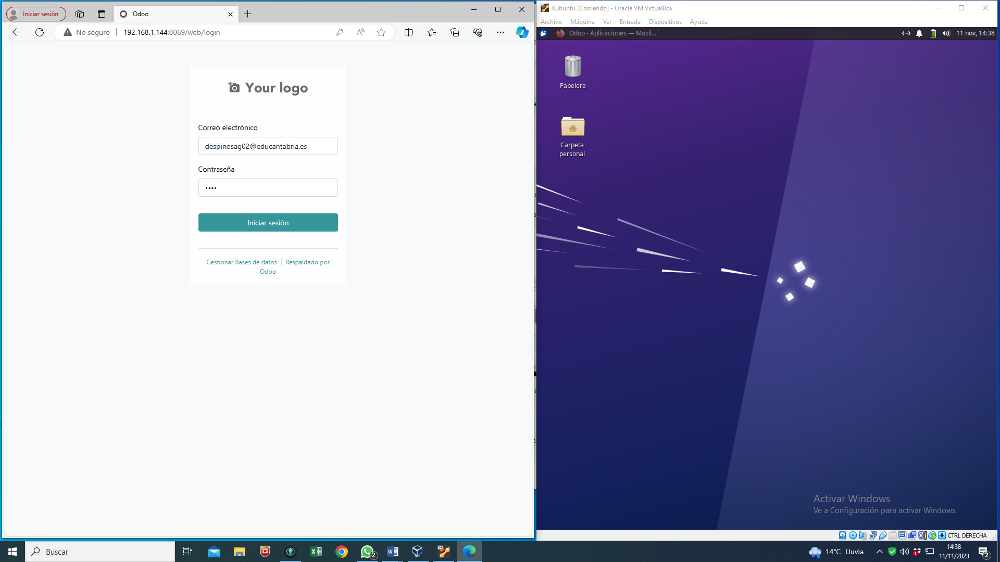 Iniciar sesión
Odoo
No seguro
192.168.1.144:8069/web/login
Your logo
Correo electrónico
despinosag02@educantabria.es
Contraseña
••••
Iniciar sesión
Gestionar Bases de datos
Respaldado por
Odoo
Xubuntu [Corriendo] - Oracle VM VirtualBox
Archivo Máquina Ver Entrada Dispositivos Ayuda
Odoo - Aplicaciones — Mozil...
11 nov, 14:38
Papelera
Carpeta
personal
Activar Windows
Ve a Configuración para activar Windows.
CTRL DERECHA
Buscar
2
14°C Lluvia
14:38
11/11/2023
2